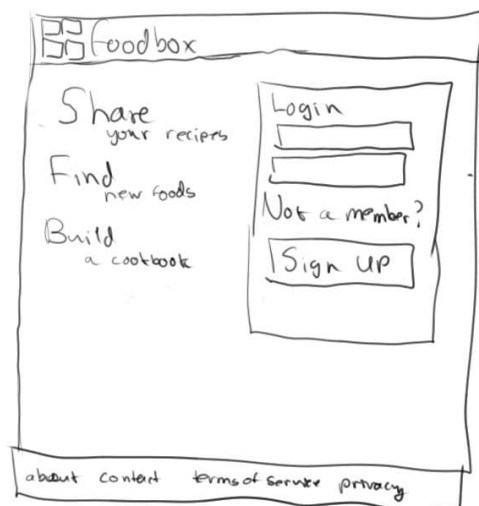 Foodbox
Share
your recipes
Find
new foods
Build
a cookbook
Login
Not a member?
Sign up
about contact terms of service privacy